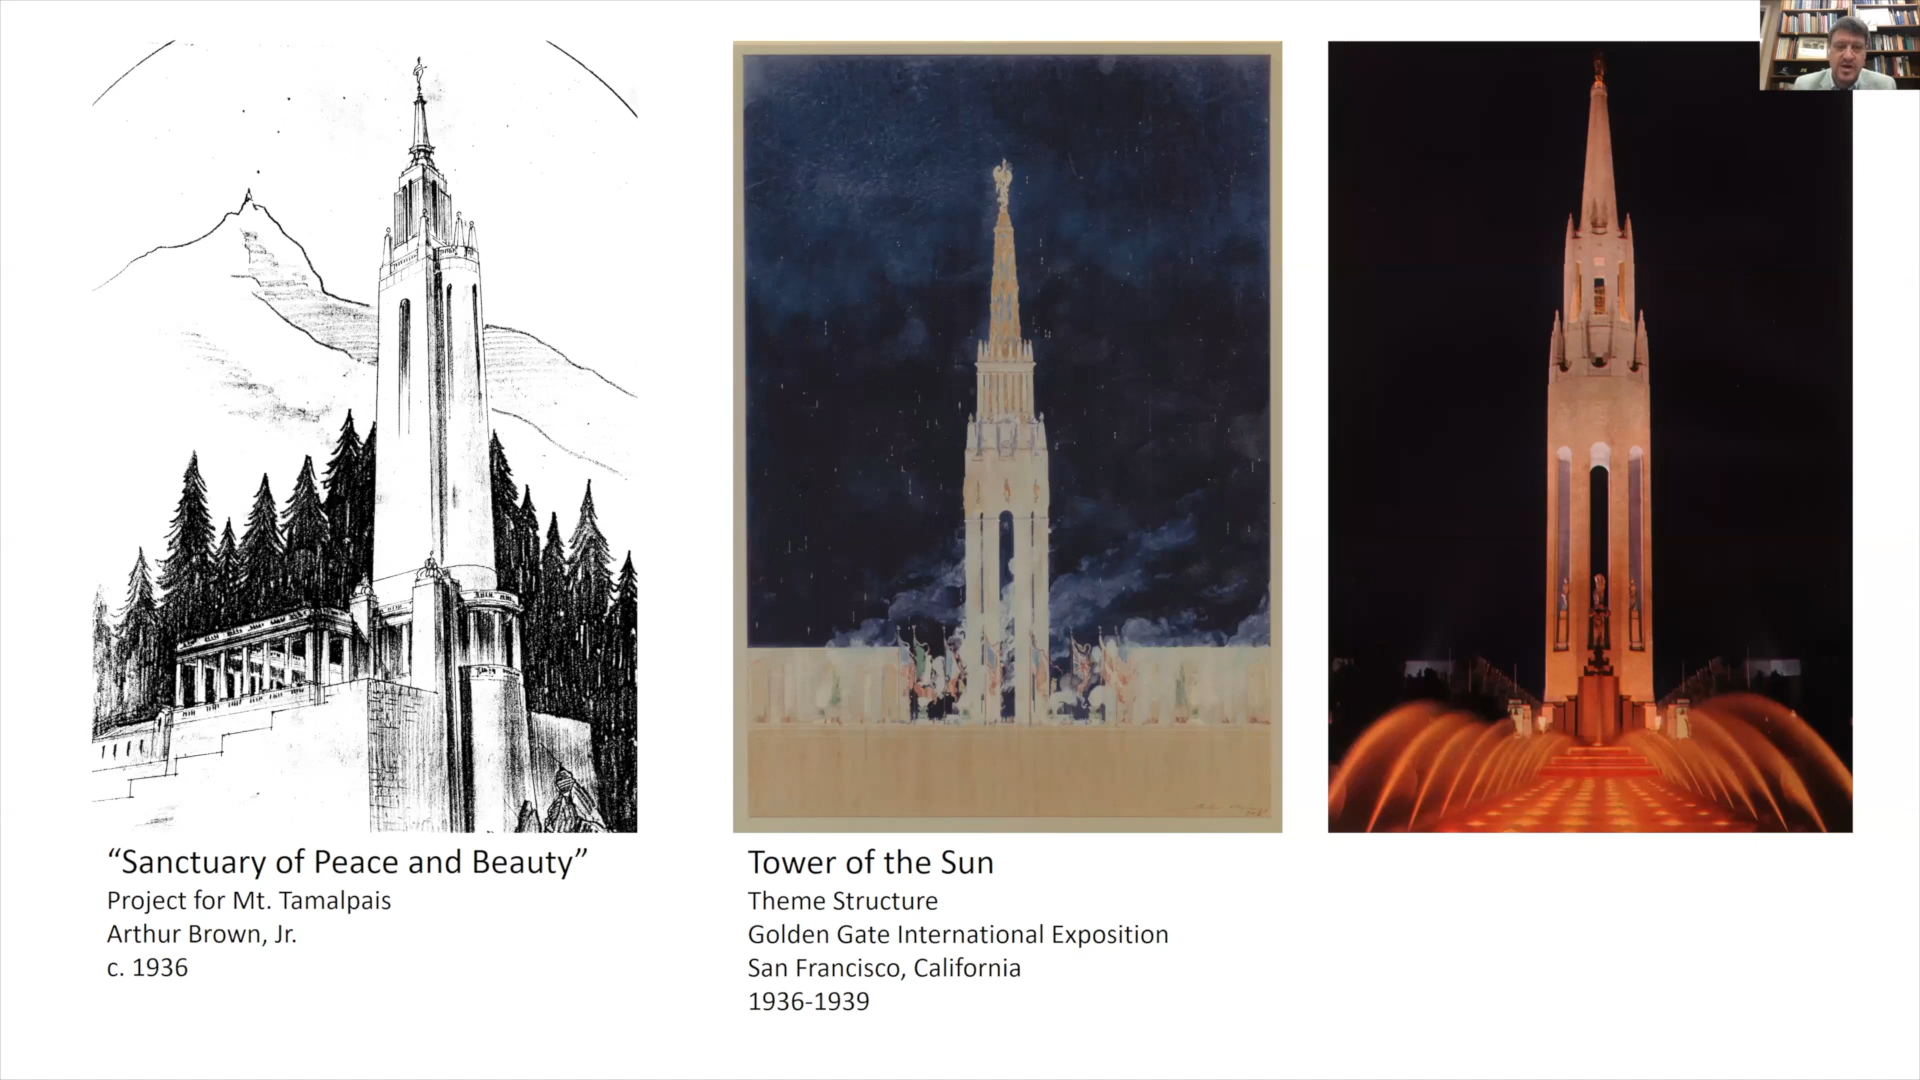 “Sanctuary of Peace and Beauty”
Project for Mt. Tamalpais
Arthur Brown, Jr.
c. 1936
Tower of the Sun
Theme Structure
Golden Gate International Exposition
San Francisco, California
1936-1939